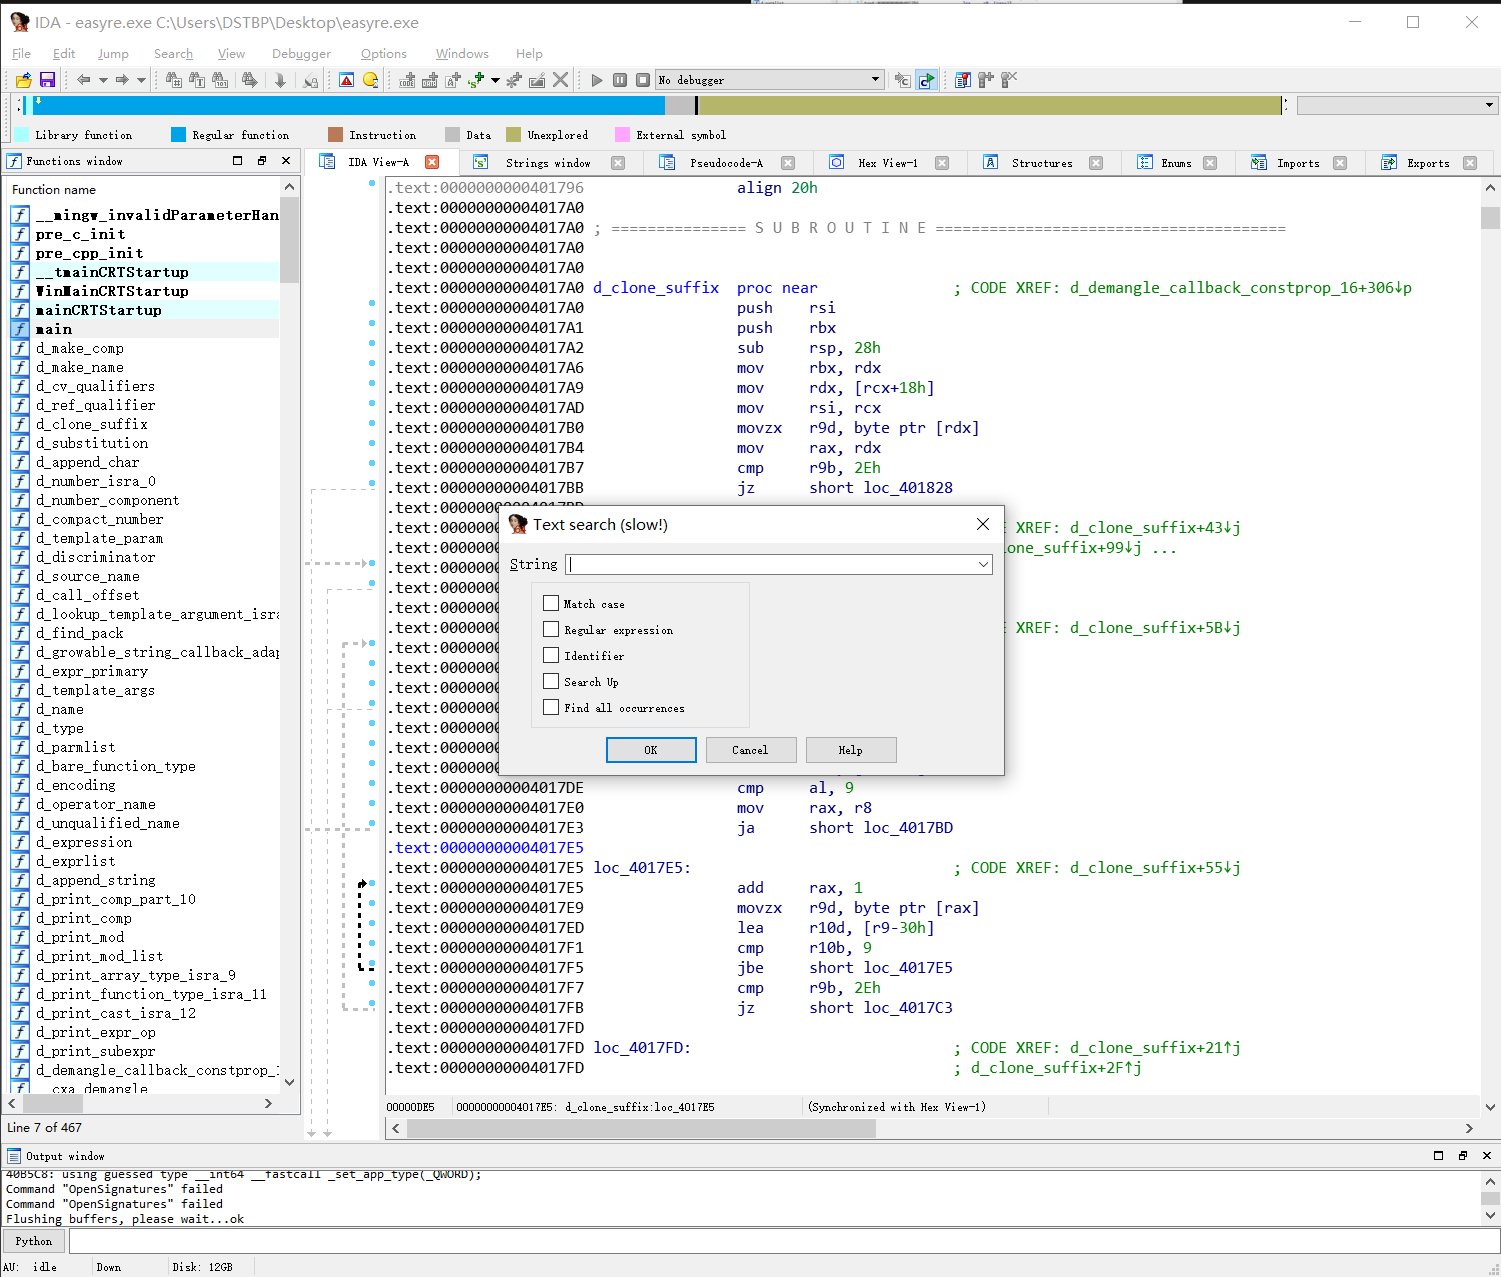 IDA - easyre.exe C:\Users\DSTBP\Desktop\easyre.exe
File Edit Jump Search View Debugger Options Windows Help
No debugger
Library function Regular function Instruction Data Unexplored External symbol
Functions window
IDA View-A Strings window Pseudocode-A Hex View-1 Structures Enums Imports Exports
Function name
__mingw_invalidParameterHan
pre_c_init
pre_cpp_init
__tmainCRTStartup
WinMainCRTStartup
mainCRTStartup
main
d_make_comp
d_make_name
d_cv_qualifiers
d_ref_qualifier
d_clone_suffix
d_substitution
d_append_char
d_number_isra_0
d_number_component
d_compact_number
d_template_param
d_discriminator
d_source_name
d_call_offset
d_lookup_template_argument_isra
d_find_pack
d_growable_string_callback_adap
d_expr_primary
d_template_args
d_name
d_type
d_parmlist
d_bare_function_type
d_encoding
d_operator_name
d_unqualified_name
d_expression
d_exprlist
d_append_string
d_print_comp_part_10
d_print_comp
d_print_mod
d_print_mod_list
d_print_array_type_isra_9
d_print_function_type_isra_11
d_print_cast_isra_12
d_print_expr_op
d_print_subexpr
d_demangle_callback_constprop_
__cxa_demangle
Line 7 of 467
.text:0000000000401796 align 20h
.text:00000000004017A0
.text:00000000004017A0 ; =============== S U B R O U T I N E =======================================
.text:00000000004017A0
.text:00000000004017A0
.text:00000000004017A0 d_clone_suffix proc near ; CODE XREF: d_demangle_callback_constprop_16+306↓p
.text:00000000004017A0 push rsi
.text:00000000004017A1 push rbx
.text:00000000004017A2 sub rsp, 28h
.text:00000000004017A6 mov rbx, rdx
.text:00000000004017A9 mov rdx, [rcx+18h]
.text:00000000004017AD mov rsi, rcx
.text:00000000004017B0 movzx r9d, byte ptr [rdx]
.text:00000000004017B4 mov rax, rdx
.text:00000000004017B7 cmp r9b, 2Eh
.text:00000000004017BB jz short loc_401828
.text:00000000004017BD
.text:000000 XREF: d_clone_suffix+43↓j
.text:000000 lone_suffix+99↓j ...
.text:000000
.text:000000
.text:000000
.text:000000 XREF: d_clone_suffix+5B↓j
.text:000000
.text:000000
.text:000000
.text:000000
.text:000000
.text:000000
.text:000000
Text search (slow!)
String
Match case
Regular expression
Identifier
Search Up
Find all occurrences
OK Cancel Help
.text:00000000004017DE cmp al, 9
.text:00000000004017E0 mov rax, r8
.text:00000000004017E3 ja short loc_4017BD
.text:00000000004017E5
.text:00000000004017E5 loc_4017E5: ; CODE XREF: d_clone_suffix+55↓j
.text:00000000004017E5 add rax, 1
.text:00000000004017E9 movzx r9d, byte ptr [rax]
.text:00000000004017ED lea r10d, [r9-30h]
.text:00000000004017F1 cmp r10b, 9
.text:00000000004017F5 jbe short loc_4017E5
.text:00000000004017F7 cmp r9b, 2Eh
.text:00000000004017FB jz short loc_4017C3
.text:00000000004017FD
.text:00000000004017FD loc_4017FD: ; CODE XREF: d_clone_suffix+21↑j
.text:00000000004017FD ; d_clone_suffix+2F↑j
00000DE5 00000000004017E5: d_clone_suffix:loc_4017E5 (Synchronized with Hex View-1)
Output window
40B5C8: using guessed type __int64 __fastcall _set_app_type(_QWORD);
Command "OpenSignatures" failed
Command "OpenSignatures" failed
Flushing buffers, please wait...ok
Python
AU: idle Down Disk: 12GB